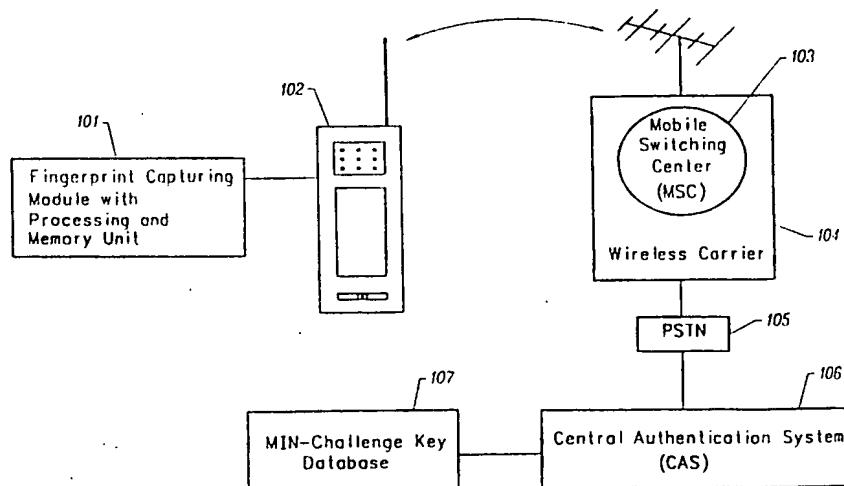 103
102
101
Mobile
Switching
Center
(MSC)
Fingerprint Capturing
Module with
Processing and
Memory Unit
104
Wireless Carrier
PSTN
105
107
106
MIN-Challenge Key
Database
Central Authentication System
(CAS)